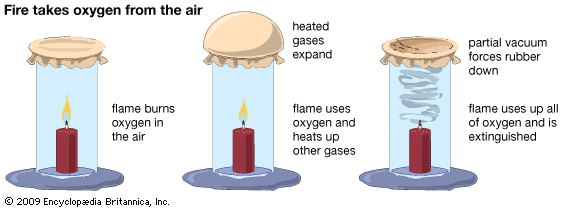 Fire takes oxygen from the air
flame burns
oxygen in
the air
heated
gases
expand
flame uses
oxygen and
heats up
other gases
partial vacuum
forces rubber
down
flame uses up all
of oxygen and is
extinguished
© 2009 Encyclopædia Britannica, Inc.